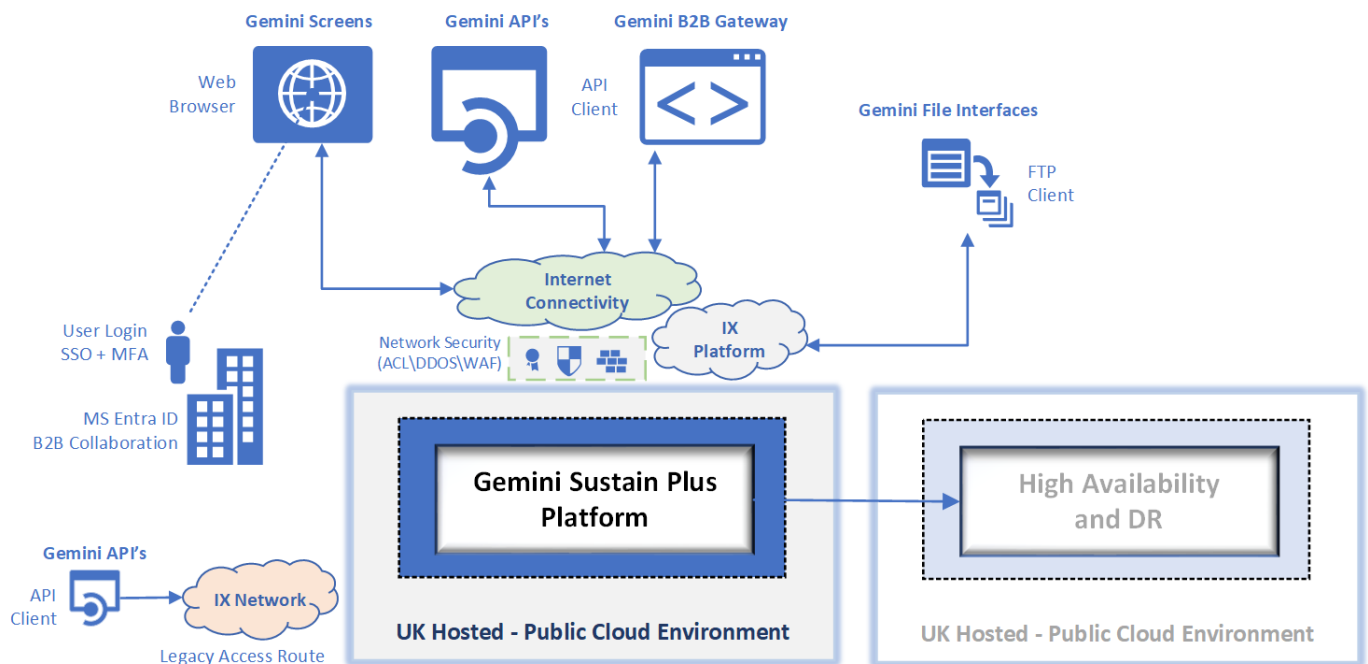 Gemini Screens
Gemini API's
Gemini B2B Gateway
Web
Browser
API
Client
Gemini File Interfaces
FTP
Client
Internet
Connectivity
User Login
SSO + MFA
Network Security
(ACL\DDOS\WAF)
IX
Platform
MS Entra ID
B2B Collaboration
Gemini Sustain Plus
Platform
High Availability
and DR
Gemini API's
API
Client
IX Network
Legacy Access Route
UK Hosted - Public Cloud Environment
UK Hosted - Public Cloud Environment